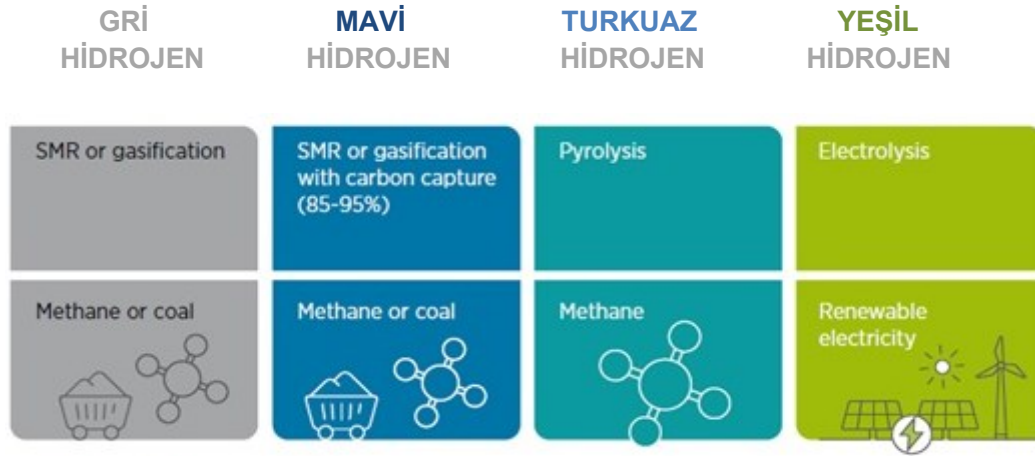 GRİ
HİDROJEN
MAVİ
HİDROJEN
TURKUAZ
HİDROJEN
YEŞİL
HİDROJEN
SMR or gasification
SMR or gasification
with carbon capture
(85-95%)
Pyrolysis
Electrolysis
Methane or coal
Methane or coal
Methane
Renewable
electricity